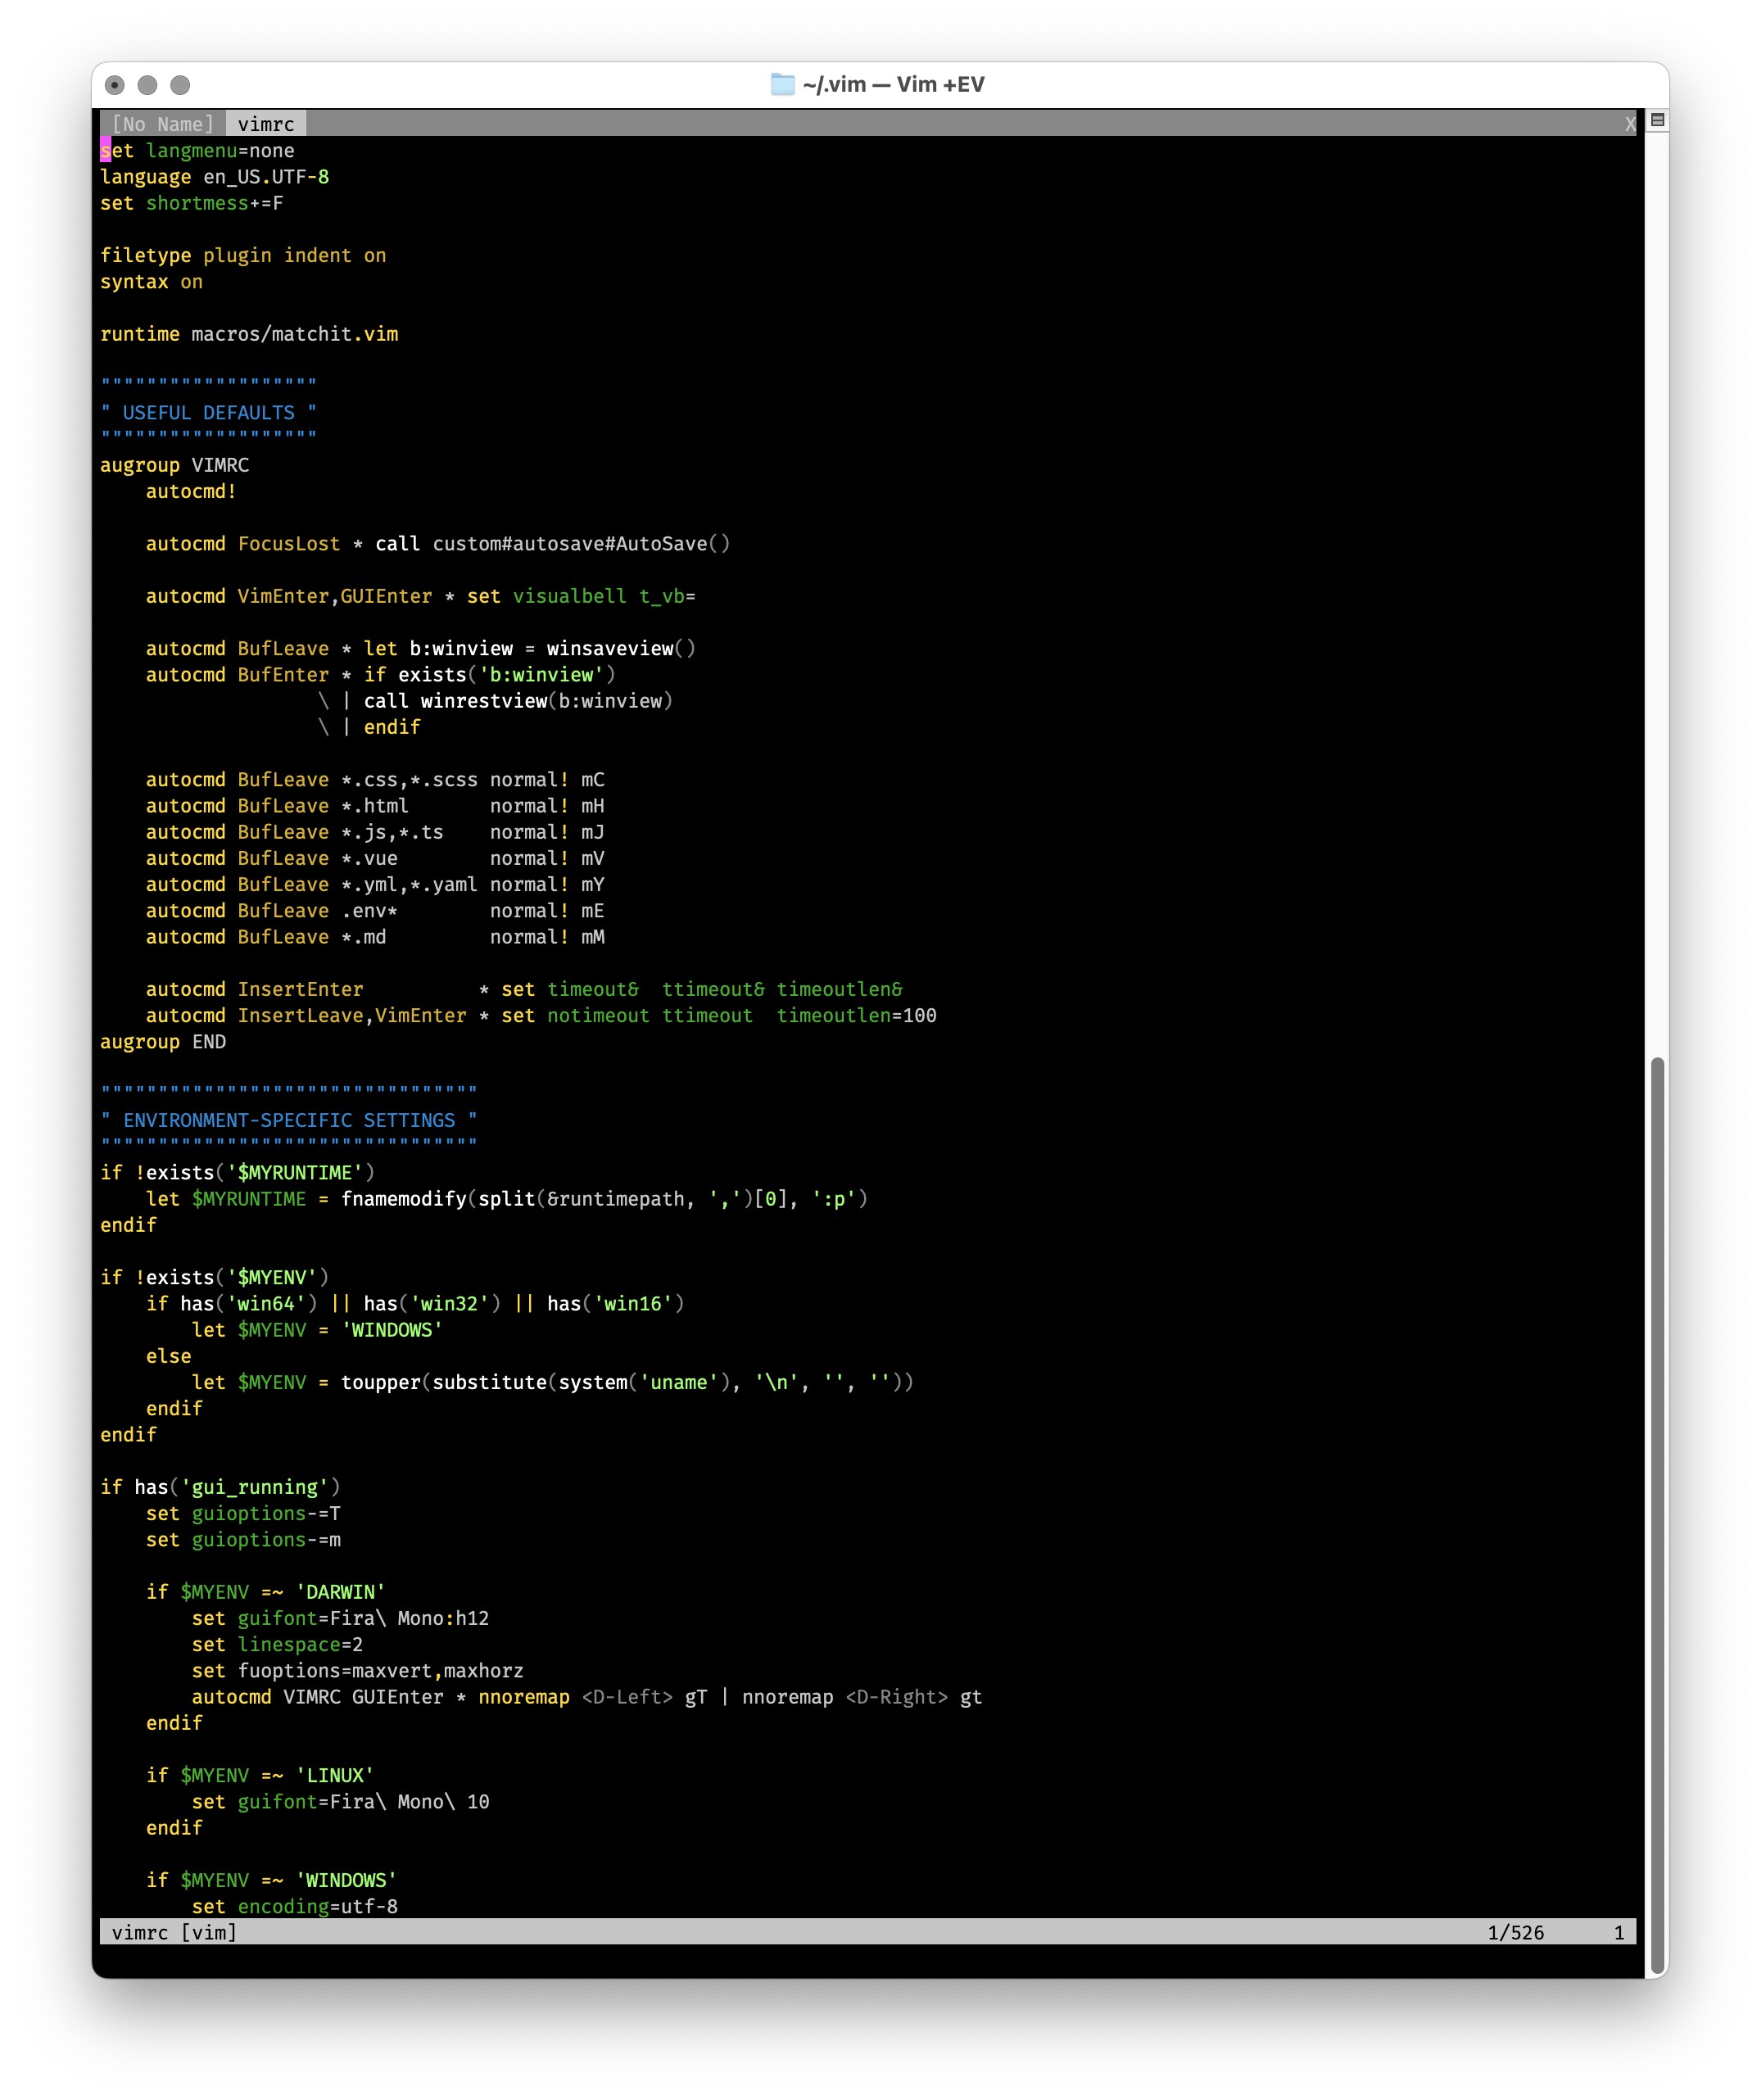 ~/.vim — Vim +EV
[No Name] vimrc X
set langmenu=none
language en_US.UTF-8
set shortmess+=F

filetype plugin indent on
syntax on

runtime macros/matchit.vim

"""""""""""""""""""
" USEFUL DEFAULTS "
"""""""""""""""""""
augroup VIMRC
    autocmd!

    autocmd FocusLost * call custom#autosave#AutoSave()

    autocmd VimEnter,GUIEnter * set visualbell t_vb=

    autocmd BufLeave * let b:winview = winsaveview()
    autocmd BufEnter * if exists('b:winview')
                   \ | call winrestview(b:winview)
                   \ | endif

    autocmd BufLeave *.css,*.scss normal! mC
    autocmd BufLeave *.html       normal! mH
    autocmd BufLeave *.js,*.ts    normal! mJ
    autocmd BufLeave *.vue        normal! mV
    autocmd BufLeave *.yml,*.yaml normal! mY
    autocmd BufLeave .env*        normal! mE
    autocmd BufLeave *.md         normal! mM

    autocmd InsertEnter          * set timeout&  ttimeout& timeoutlen&
    autocmd InsertLeave,VimEnter * set notimeout ttimeout  timeoutlen=100
augroup END

"""""""""""""""""""""""""""""""""
" ENVIRONMENT-SPECIFIC SETTINGS "
"""""""""""""""""""""""""""""""""
if !exists('$MYRUNTIME')
    let $MYRUNTIME = fnamemodify(split(&runtimepath, ',')[0], ':p')
endif

if !exists('$MYENV')
    if has('win64') || has('win32') || has('win16')
        let $MYENV = 'WINDOWS'
    else
        let $MYENV = toupper(substitute(system('uname'), '\n', '', ''))
    endif
endif

if has('gui_running')
    set guioptions-=T
    set guioptions-=m

    if $MYENV =~ 'DARWIN'
        set guifont=Fira\ Mono:h12
        set linespace=2
        set fuoptions=maxvert,maxhorz
        autocmd VIMRC GUIEnter * nnoremap <D-Left> gT | nnoremap <D-Right> gt
    endif

    if $MYENV =~ 'LINUX'
        set guifont=Fira\ Mono\ 10
    endif

    if $MYENV =~ 'WINDOWS'
        set encoding=utf-8
vimrc [vim] 1/526 1